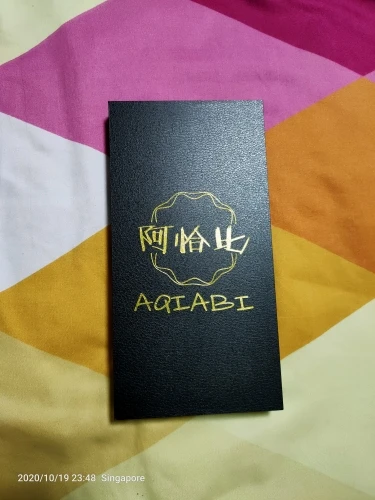 阿恰比
AQIABI
2020/10/19 23:48 Singapore